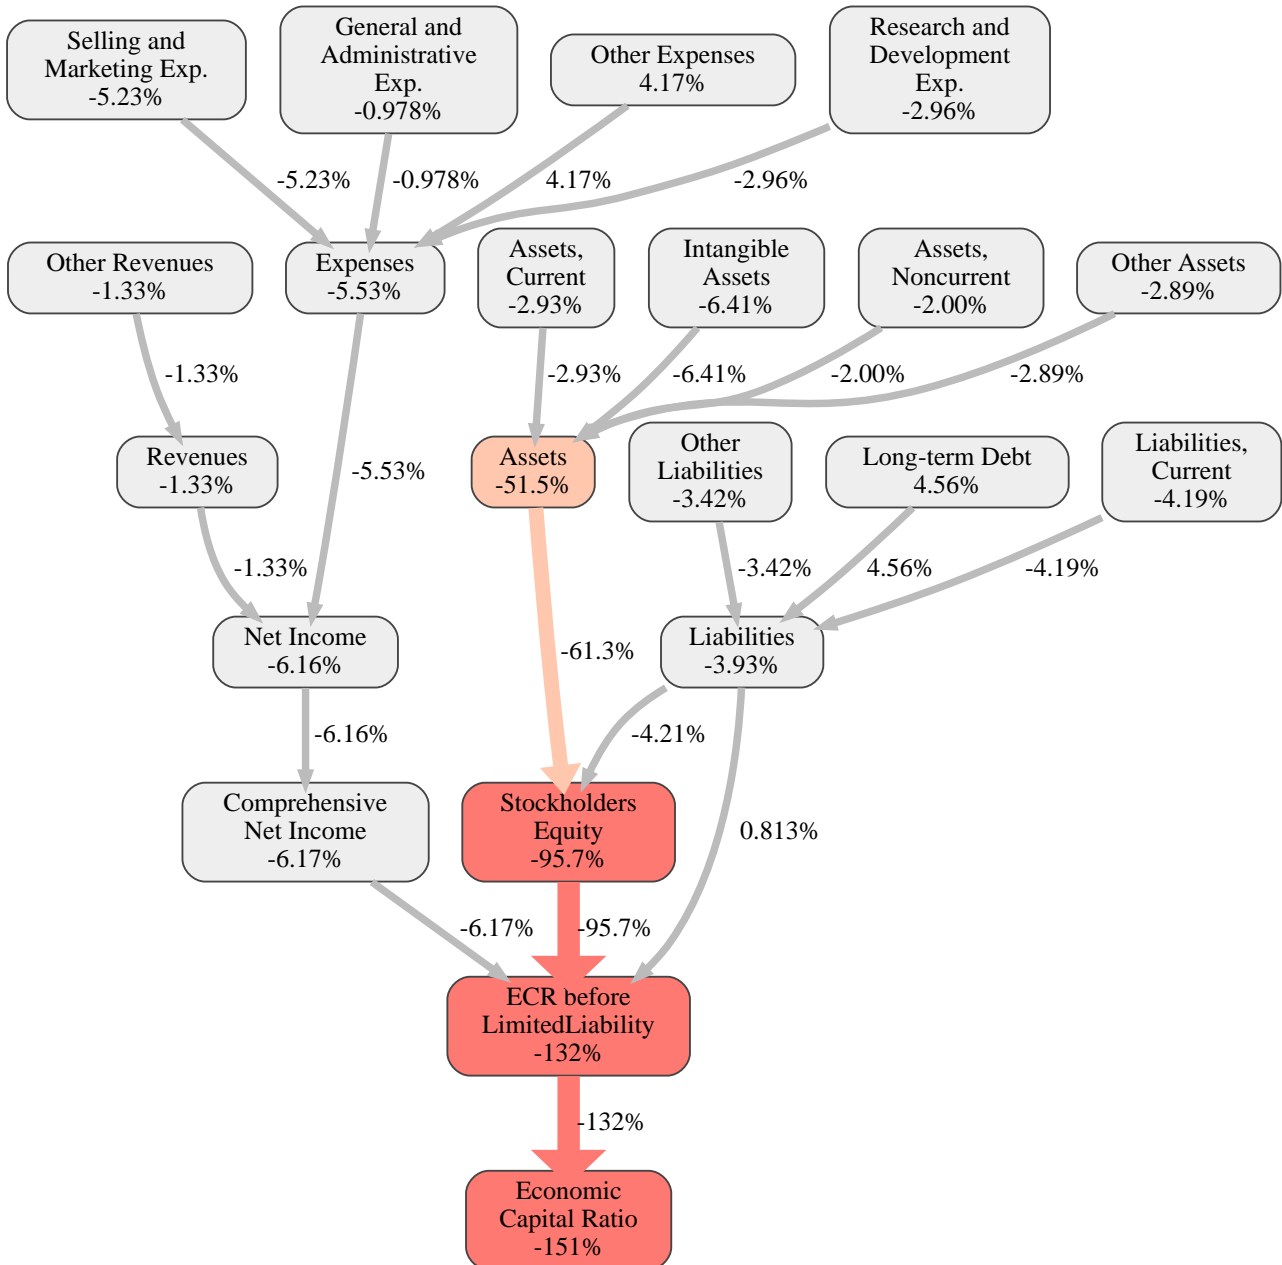 Selling and
Marketing Exp.
-5.23%
General and
Administrative
Exp.
-0.978%
Other Expenses
4.17%
Research and
Development
Exp.
-2.96%
-5.23%
-0.978%
4.17%
-2.96%
Other Revenues
-1.33%
Expenses
-5.53%
Assets,
Current
-2.93%
Intangible
Assets
-6.41%
Assets,
Noncurrent
-2.00%
Other Assets
-2.89%
-1.33%
-2.93%
-6.41%
-2.00%
-2.89%
Revenues
-1.33%
-5.53%
Assets
-51.5%
Other
Liabilities
-3.42%
Long-term Debt
4.56%
Liabilities,
Current
-4.19%
-1.33%
-3.42%
4.56%
-4.19%
Net Income
-6.16%
-61.3%
Liabilities
-3.93%
-6.16%
-4.21%
Comprehensive
Net Income
-6.17%
Stockholders
Equity
-95.7%
0.813%
-6.17%
-95.7%
ECR before
LimitedLiability
-132%
-132%
Economic
Capital Ratio
-151%